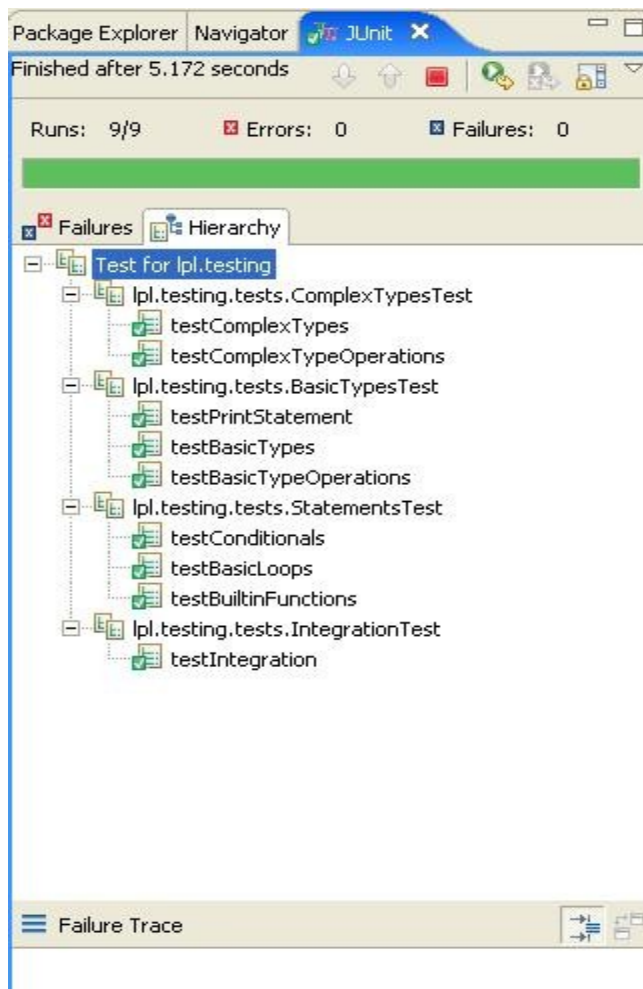 Package Explorer Navigator JUnit
Finished after 5.172 seconds
Runs: 9/9 Errors: 0 Failures: 0
Failures Hierarchy
Test for lpl.testing
lpl.testing.tests.ComplexTypesTest
testComplexTypes
testComplexTypeOperations
lpl.testing.tests.BasicTypesTest
testPrintStatement
testBasicTypes
testBasicTypeOperations
lpl.testing.tests.StatementsTest
testConditionals
testBasicLoops
testBuiltinFunctions
lpl.testing.tests.IntegrationTest
testIntegration
Failure Trace